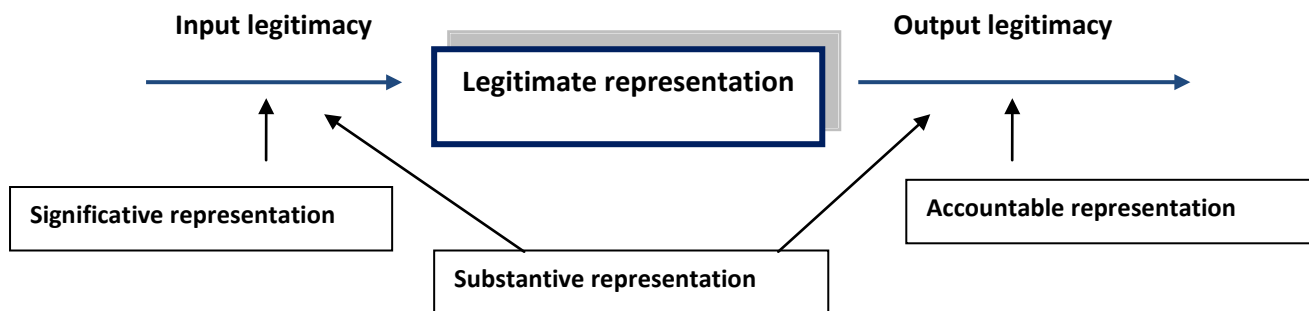 Input legitimacy
Output legitimacy
Legitimate representation
Significative representation
Accountable representation
Substantive representation